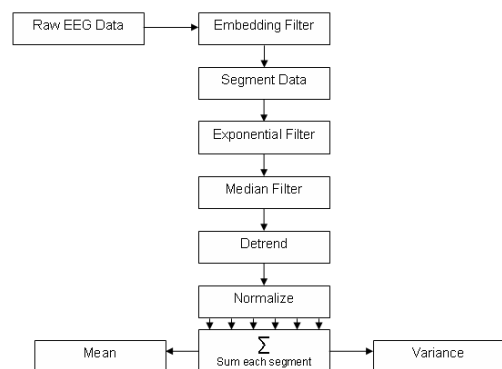 Raw EEG Data
Embedding Filter
Segment Data
Exponential Filter
Median Filter
Detrend
Normalize
Σ
Sum each segment
Mean
Variance